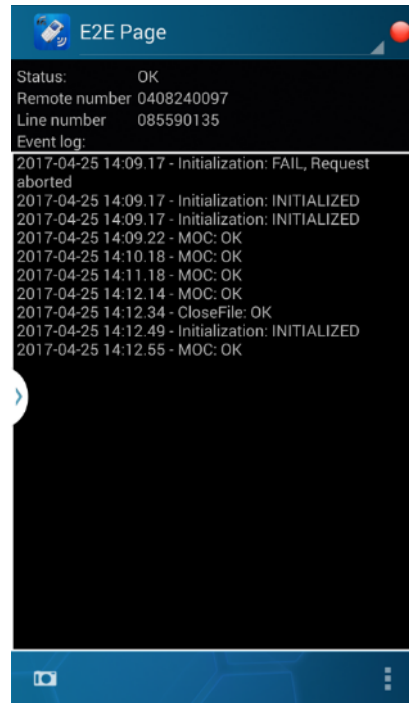 E2E Page
Status: OK
Remote number 0408240097
Line number 085590135
Event log:
2017-04-25 14:09.17 - Initialization: FAIL, Request
aborted
2017-04-25 14:09.17 - Initialization: INITIALIZED
2017-04-25 14:09.17 - Initialization: INITIALIZED
2017-04-25 14:09.22 - MOC: OK
2017-04-25 14:10.18 - MOC: OK
2017-04-25 14:11.18 - MOC: OK
2017-04-25 14:12.14 - MOC: OK
2017-04-25 14:12.34 - CloseFile: OK
2017-04-25 14:12.49 - Initialization: INITIALIZED
2017-04-25 14:12.55 - MOC: OK